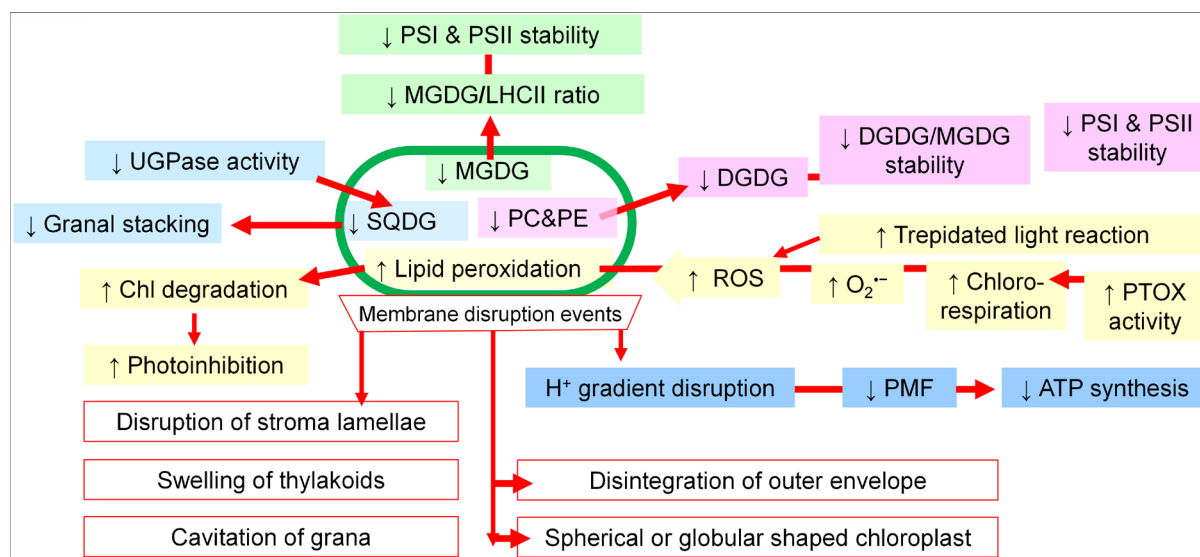 ↓ PSI & PSII stability
↓ MGDG/LHCII ratio
↓ UGPase activity
↓ MGDG
↓ DGDG
↓ DGDG/MGDG
stability
↓ PSI & PSII
stability
↓ Granal stacking
↓ SQDG
↓ PC&PE
↑ Trepidated light reaction
↑ Chl degradation
↑ Lipid peroxidation
↑ ROS
↑ O₂•−
↑ Chloro-
respiration
↑ PTOX
activity
Membrane disruption events
↑ Photoinhibition
H⁺ gradient disruption
↓ PMF
↓ ATP synthesis
Disruption of stroma lamellae
Swelling of thylakoids
Disintegration of outer envelope
Cavitation of grana
Spherical or globular shaped chloroplast